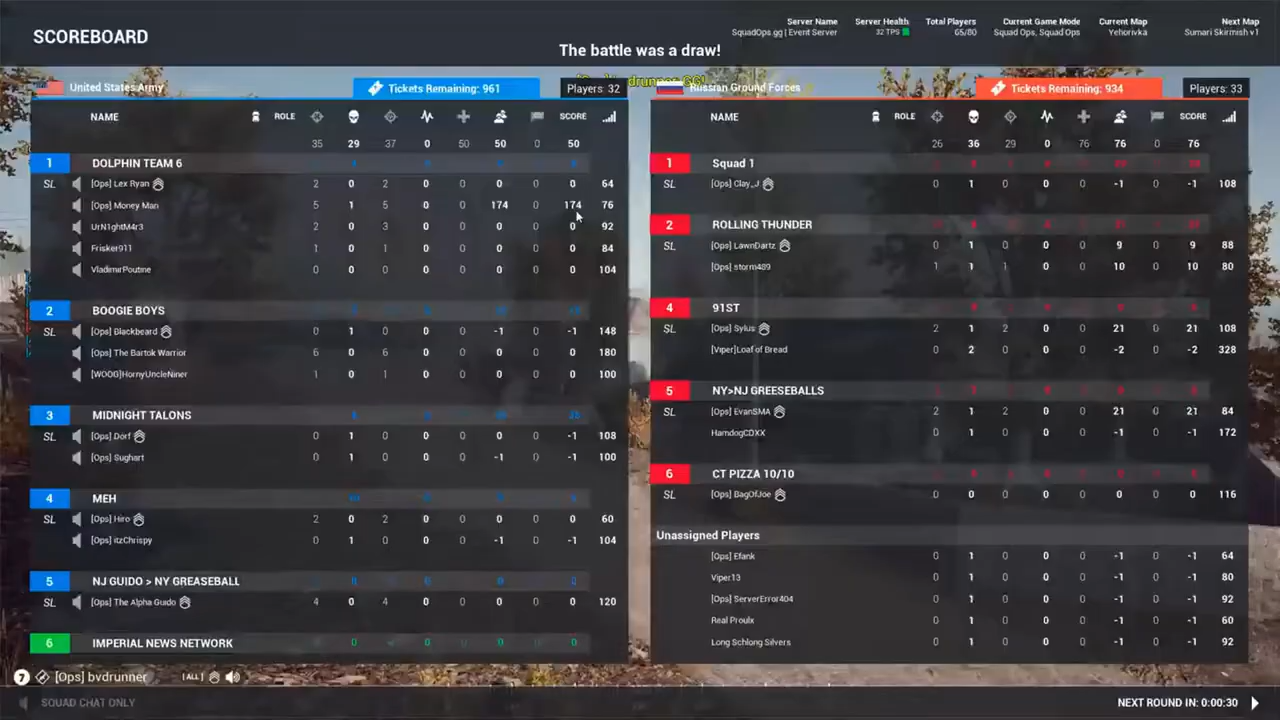 SCOREBOARD
The battle was a draw!
Server Name
SquadOps.gg | Event Server
Server Health
32 TPS
Total Players
65/80
Current Game Mode
Squad Ops, Squad Ops
Current Map
Yehorivka
Next Map
Sumari Skirmish v1
United States Army
Tickets Remaining: 961
Players: 32
NAME ROLE SCORE
35 29 37 0 50 50 0 50
1 DOLPHIN TEAM 6
SL [Ops] Lex Ryan 2 0 2 0 0 0 0 0 64
[Ops] Money Man 5 1 5 0 0 174 0 174 76
UrN1ghtM4r3 2 0 3 0 0 0 0 0 92
Frisker911 1 0 1 0 0 0 0 0 84
VladimirPoutine 0 0 0 0 0 0 0 0 104
2 BOOGIE BOYS
SL [Ops] Blackbeard 0 1 0 0 0 -1 0 -1 148
[Ops] The Bartok Warrior 6 0 6 0 0 0 0 0 180
[WOOG]HornyUncleNiner 1 0 1 0 0 0 0 0 100
3 MIDNIGHT TALONS
SL [Ops] Dorf 0 1 0 0 0 0 0 -1 108
[Ops] Sughart 0 1 0 0 0 -1 0 -1 100
4 MEH
SL [Ops] Hiro 2 0 2 0 0 0 0 0 60
[Ops] itzChrispy 0 1 0 0 0 -1 0 -1 104
5 NJ GUIDO > NY GREASEBALL
SL [Ops] The Alpha Guido 4 0 4 0 0 0 0 0 120
6 IMPERIAL NEWS NETWORK
Russian Ground Forces
Tickets Remaining: 934
Players: 33
NAME ROLE SCORE
26 36 29 0 76 76 0 76
1 Squad 1
SL [Ops] Clay_J 0 1 0 0 0 -1 0 -1 108
2 ROLLING THUNDER
SL [Ops] LawnDartz 0 1 0 0 0 9 0 9 88
[Ops] storm489 1 1 1 0 0 10 0 10 80
4 91ST
SL [Ops] Sylus 2 1 2 0 0 21 0 21 108
[Viper]Loaf of Bread 0 2 0 0 0 -2 0 -2 328
5 NY>NJ GREESEBALLS
SL [Ops] EvanSMA 2 1 2 0 0 21 0 21 84
HamdogCDXX 0 1 0 0 0 -1 0 -1 172
6 CT PIZZA 10/10
SL [Ops] BagOfJoe 0 0 0 0 0 0 0 0 116
Unassigned Players
[Ops] Efank 0 1 0 0 0 -1 0 -1 64
Viper13 0 1 0 0 0 -1 0 -1 80
[Ops] ServerError404 0 1 0 0 0 -1 0 -1 92
Real Proulx 0 1 0 0 0 -1 0 -1 60
Long Schlong Silvers 0 1 0 0 0 -1 0 -1 92
7 [Ops] bvdrunner [ALL]
SQUAD CHAT ONLY
NEXT ROUND IN: 0:00:30